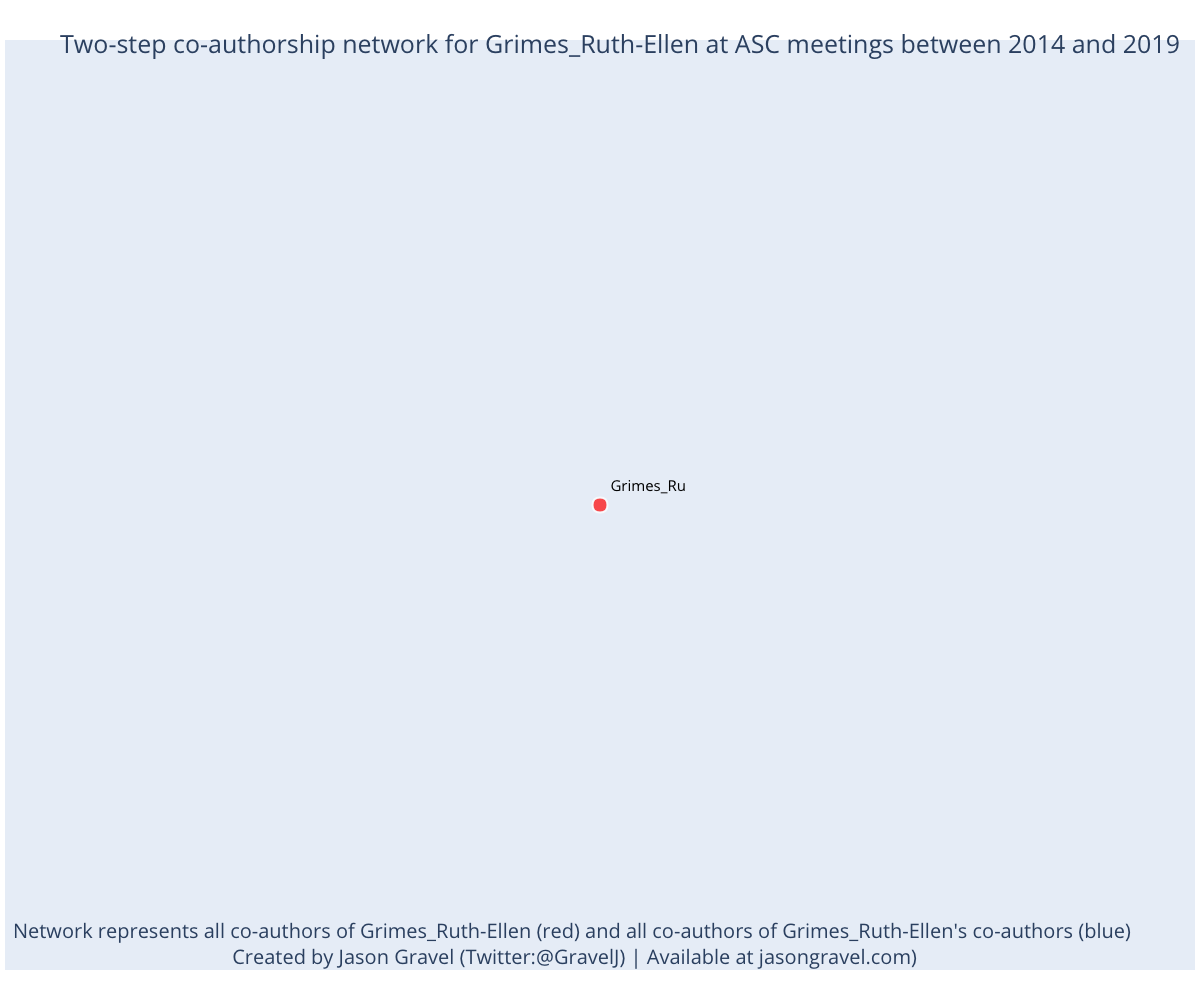 Two-step co-authorship network for Grimes_Ruth-Ellen at ASC meetings between 2014 and 2019
Grimes_Ru
Network represents all co-authors of Grimes_Ruth-Ellen (red) and all co-authors of Grimes_Ruth-Ellen's co-authors (blue)
Created by Jason Gravel (Twitter:@GravelJ) | Available at jasongravel.com)